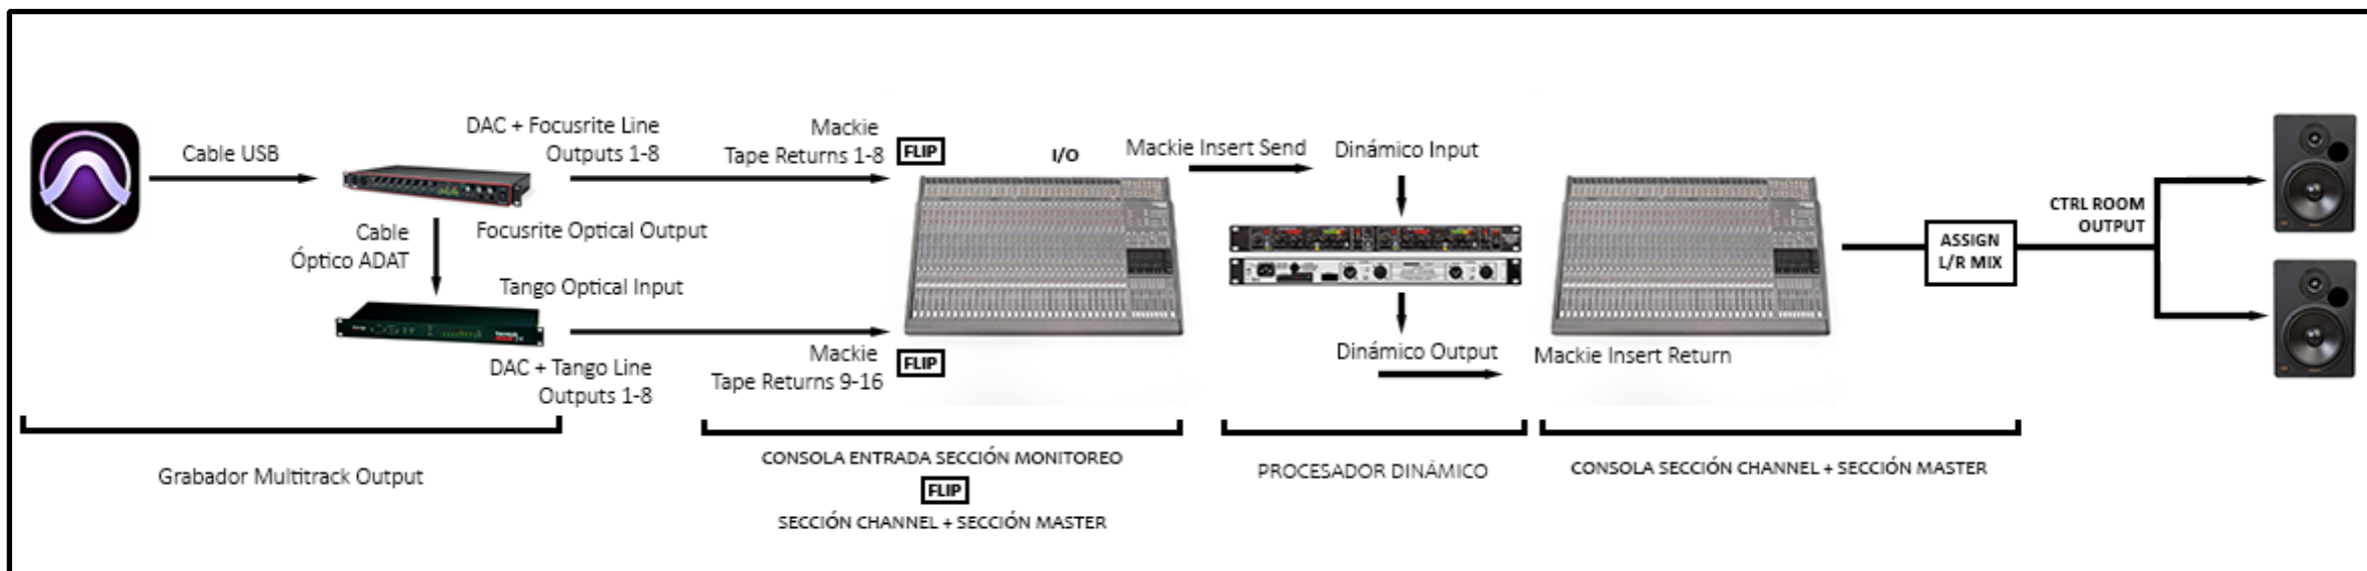 Cable USB
DAC + Focusrite Line
Outputs 1-8
Mackie
Tape Returns 1-8
FLIP
I/O
Mackie Insert Send
Dinámico Input
Cable
Óptico ADAT
Focusrite Optical Output
Tango Optical Input
DAC + Tango Line
Outputs 1-8
Mackie
Tape Returns 9-16
FLIP
Dinámico Output
Mackie Insert Return
ASSIGN
L/R MIX
CTRL ROOM
OUTPUT
Grabador Multitrack Output
CONSOLA ENTRADA SECCIÓN MONITOREO
FLIP
SECCIÓN CHANNEL + SECCIÓN MASTER
PROCESADOR DINÁMICO
CONSOLA SECCIÓN CHANNEL + SECCIÓN MASTER